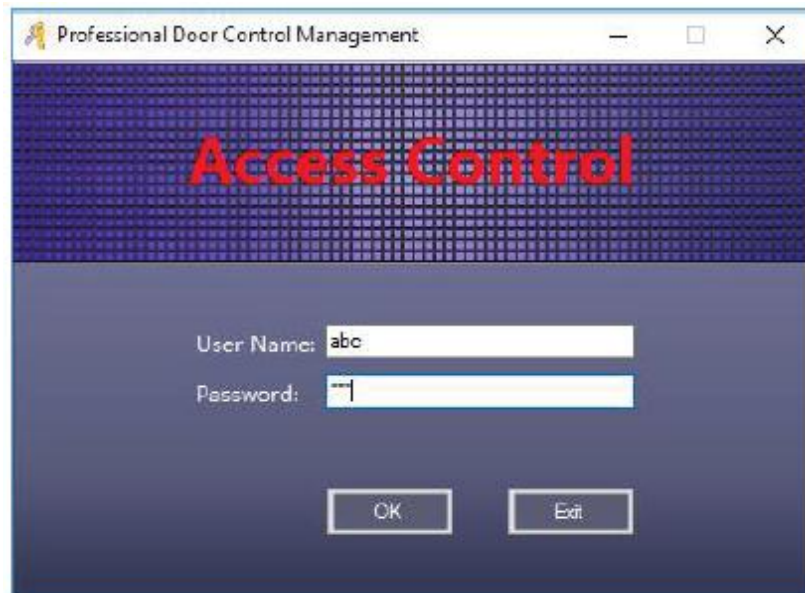 Professional Door Control Management
Access Control
User Name: abc
Password: ***
OK
Exit